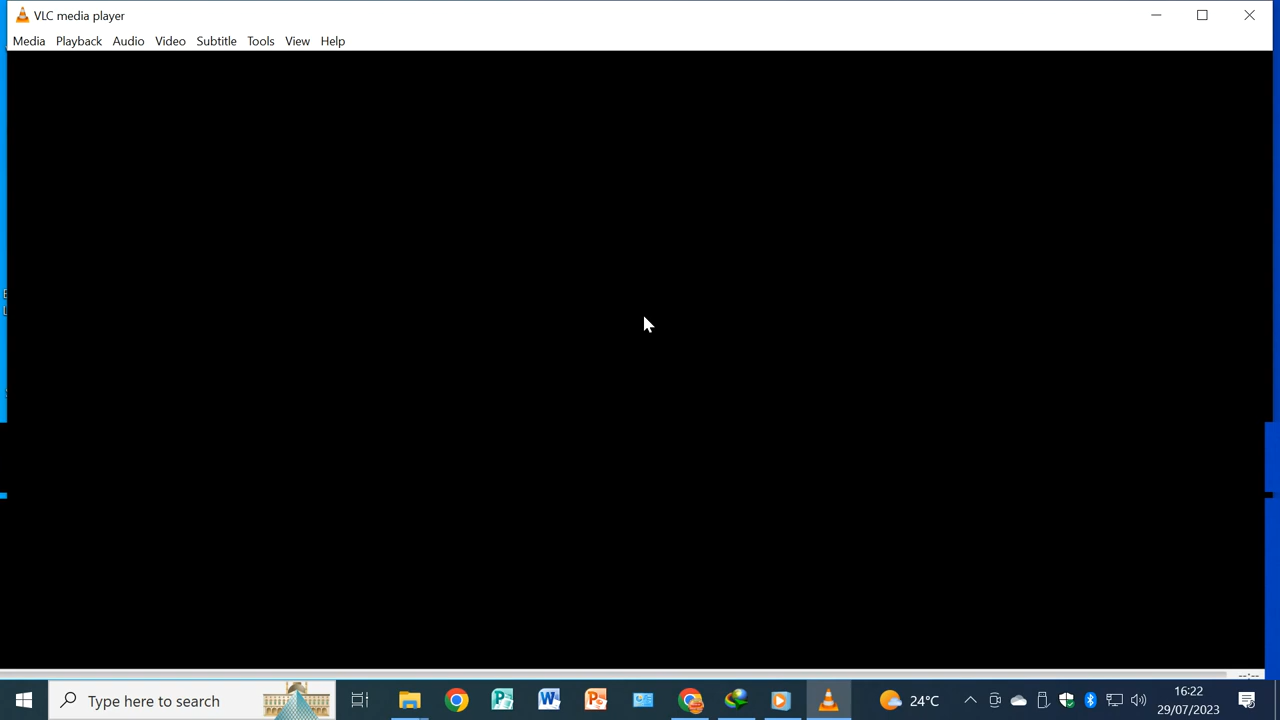 VLC media player
Media Playback Audio Video Subtitle Tools View Help
--:--
Type here to search
24°C
16:22
29/07/2023